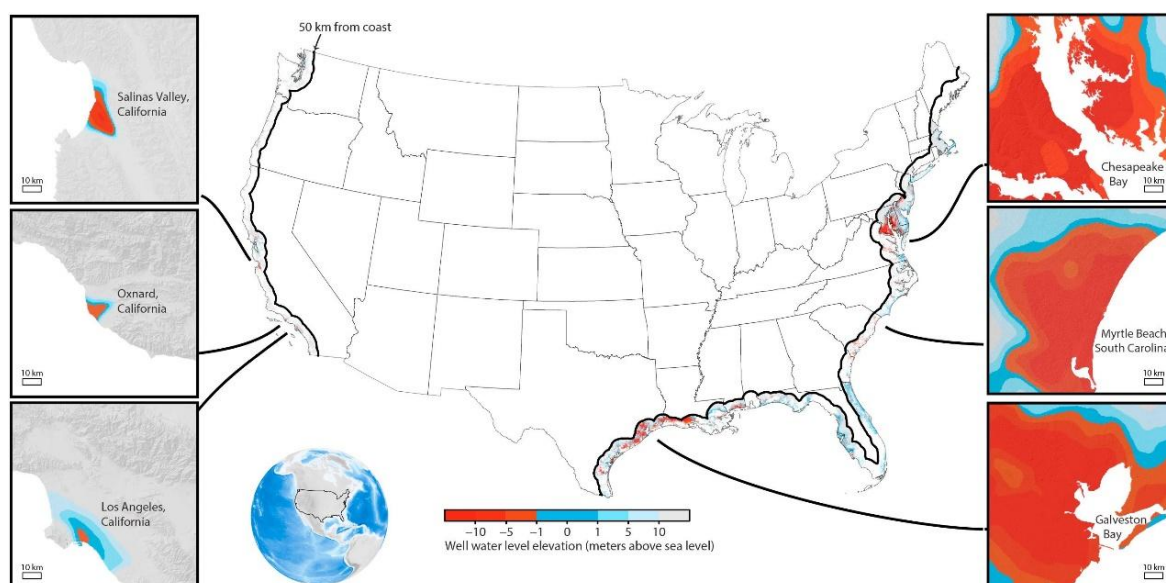 50 km from coast
Salinas Valley,
California
10 km
Oxnard,
California
10 km
Los Angeles,
California
10 km
Chesapeake
Bay
10 km
Myrtle Beach
South Carolina
10 km
Galveston
Bay
10 km
−10 −5 −1 0 1 5 10
Well water level elevation (meters above sea level)